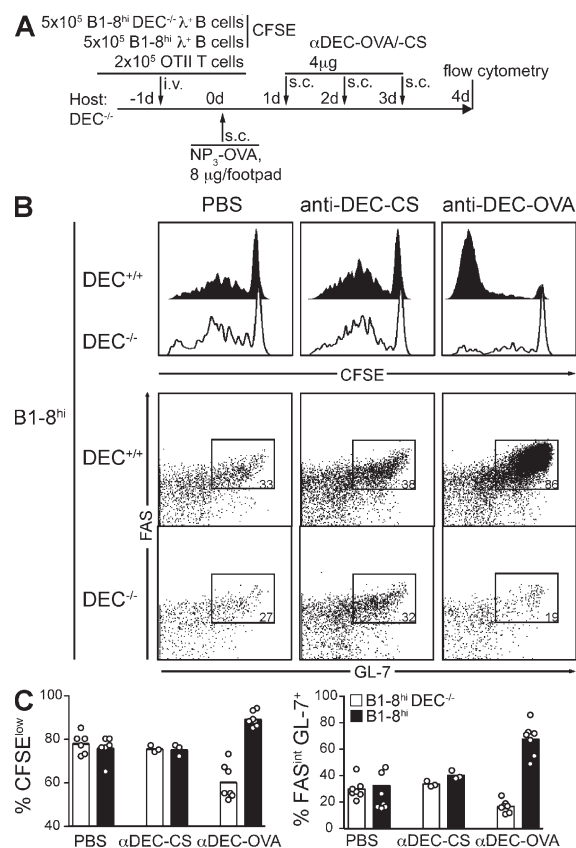 A
5x10⁵ B1-8ʰⁱ DEC⁻/⁻ λ⁺ B cells
5x10⁵ B1-8ʰⁱ λ⁺ B cells
CFSE
2x10⁵ OTII T cells
αDEC-OVA/-CS
4µg
flow cytometry
i.v.
s.c.
s.c.
s.c.
Host:
DEC⁻/⁻
-1d
0d
1d
2d
3d
4d
s.c.
NP₃-OVA,
8 µg/footpad
B
PBS
anti-DEC-CS
anti-DEC-OVA
DEC⁺/⁺
DEC⁻/⁻
CFSE
B1-8ʰⁱ
DEC⁺/⁺
33
38
86
FAS
DEC⁻/⁻
27
32
19
GL-7
C
% CFSEˡᵒʷ
100
80
60
40
PBS
αDEC-CS
αDEC-OVA
% FASⁱⁿᵗ GL-7⁺
100
80
60
40
20
0
B1-8ʰⁱ DEC⁻/⁻
B1-8ʰⁱ
PBS
αDEC-CS
αDEC-OVA